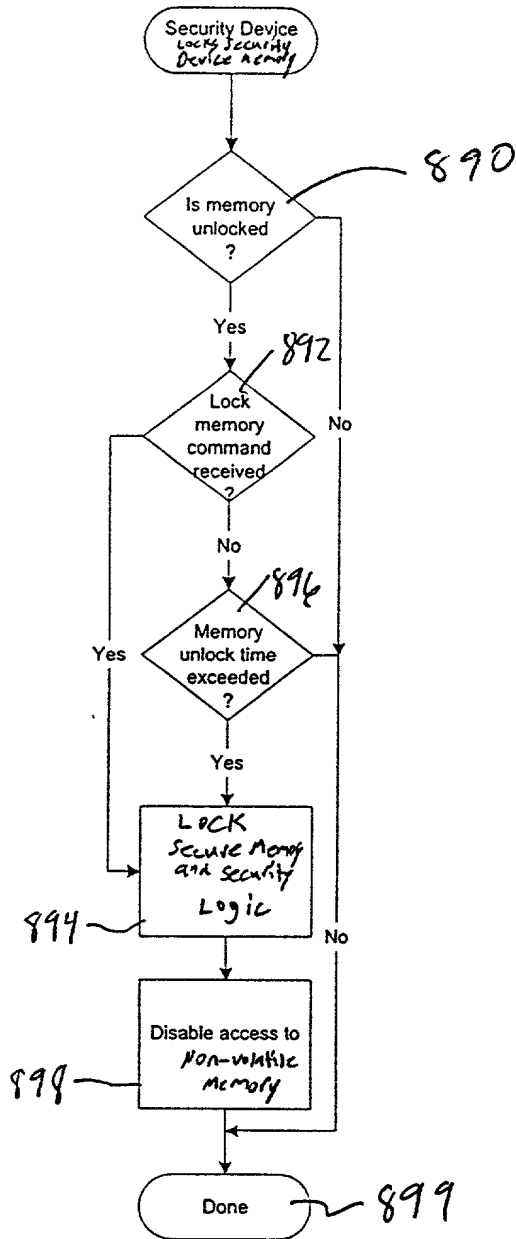 Security Device
Locks Security
Device Memory
890
Is memory
unlocked
?
Yes
892
No
Lock
memory
command
received
?
No
896
Yes
Memory
unlock time
exceeded
?
Yes
LOCK
Secure Memory
and Security
Logic
894
No
Disable access to
Non-volatile
Memory
898
Done
899